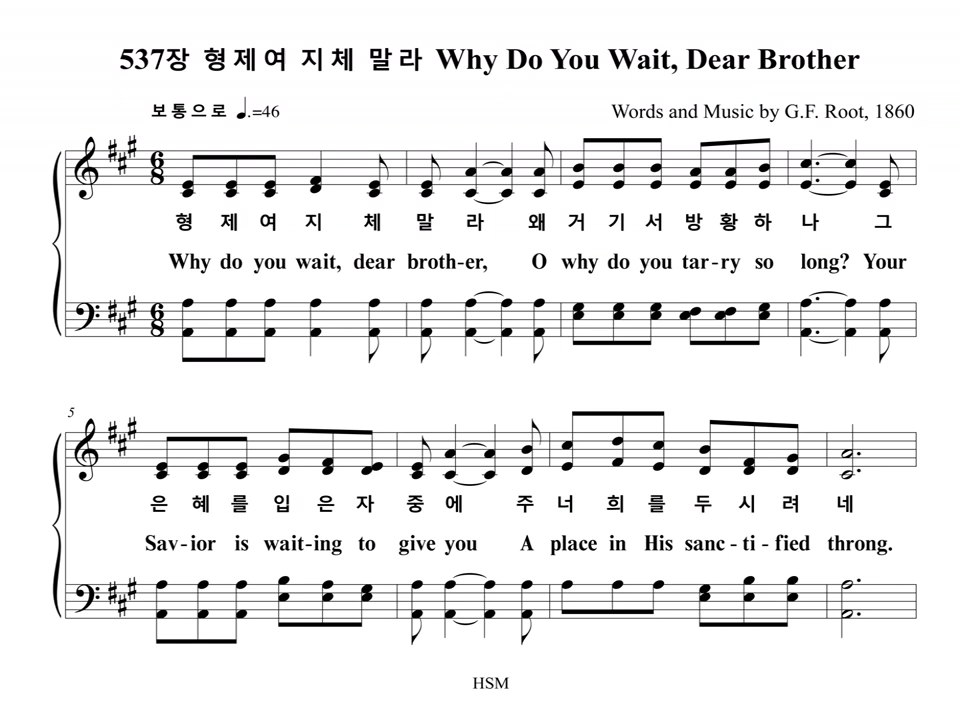 537장 형제여 지체 말라 Why Do You Wait, Dear Brother
보통으로 ♩.=46
Words and Music by G.F. Root, 1860
6 8
형 제 여 지 체 말 라 왜 거 기 서 방 황 하 나 그
Why do you wait, dear broth-er, O why do you tar-ry so long? Your
6 8
5
은 혜 를 입 은 자 중 에 주 너 희 를 두 시 려 네
Sav-ior is wait-ing to give you A place in His sanc-ti-fied throng.
HSM